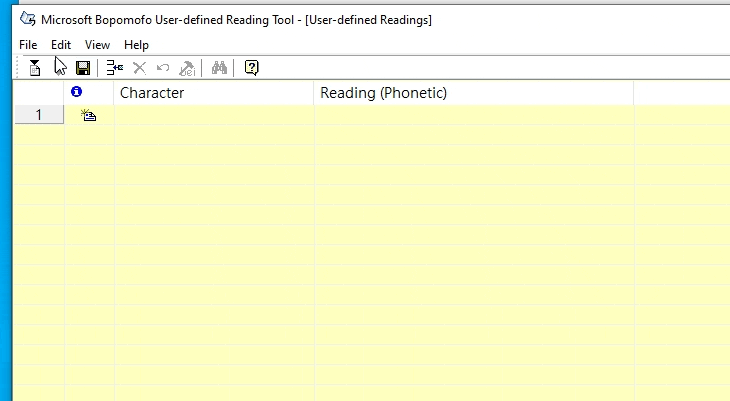 Microsoft Bopomofo User-defined Reading Tool - [User-defined Readings]
File Edit View Help
Character Reading (Phonetic)
1